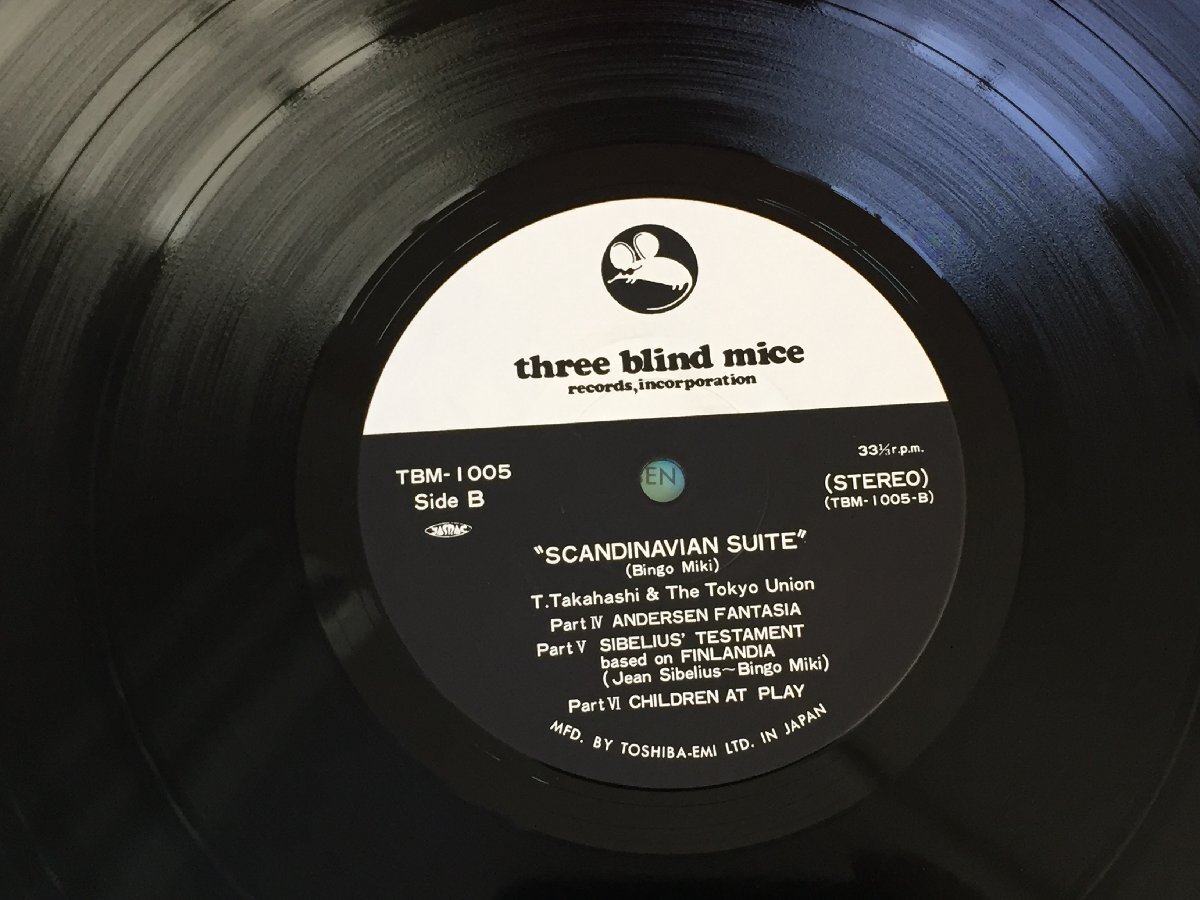 three blind mice
records, incorporation
33⅓ r.p.m.
TBM-1005
Side B
(STEREO)
(TBM-1005-B)
JASRAC
EN
"SCANDINAVIAN SUITE"
(Bingo Miki)
T.Takahashi & The Tokyo Union
Part Ⅳ ANDERSEN FANTASIA
Part Ⅴ SIBELIUS' TESTAMENT
based on FINLANDIA
(Jean Sibelius~Bingo Miki)
Part Ⅵ CHILDREN AT PLAY
MFD. BY TOSHIBA-EMI LTD. IN JAPAN